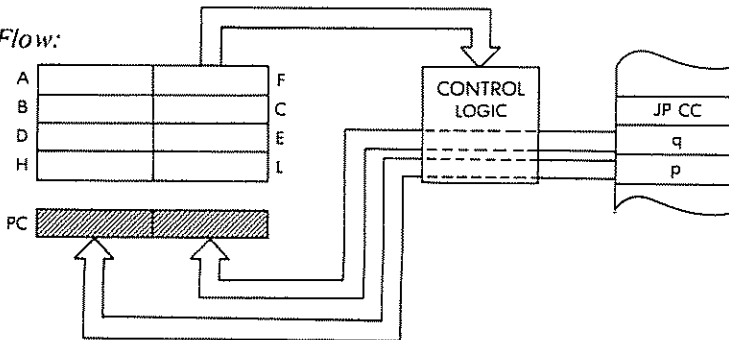 Flow:
A F
B C
D E
H L
PC
CONTROL
LOGIC
JP CC
q
p